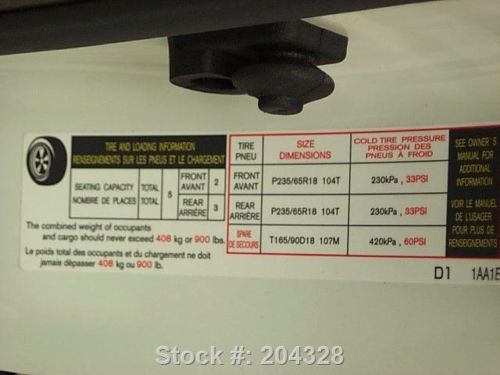 TIRE AND LOADING INFORMATION
RENSEIGNEMENTS SUR LES PNEUS ET LE CHARGEMENT
SEATING CAPACITY TOTAL 5 FRONT 2
NOMBRE DE PLACES TOTAL AVANT
REAR 3
ARRIÈRE
The combined weight of occupants
and cargo should never exceed 408 kg or 900 lbs.
Le poids total des occupants et du chargement ne doit
jamais dépasser 408 kg ou 900 lb.
TIRE SIZE COLD TIRE PRESSURE
PNEU DIMENSIONS PRESSION DES
PNEUS À FROID
FRONT P235/65R18 104T 230kPa , 33PSI
AVANT
REAR P235/65R18 104T 230kPa , 33PSI
ARRIÈRE
SPARE T165/90D18 107M 420kPa , 60PSI
DE SECOURS
SEE OWNER'S
MANUAL FOR
ADDITIONAL
INFORMATION
VOIR LE MANUEL
DE L'USAGER
POUR PLUS DE
RENSEIGNEMENTS
D1 1AA1E
Stock #: 204328